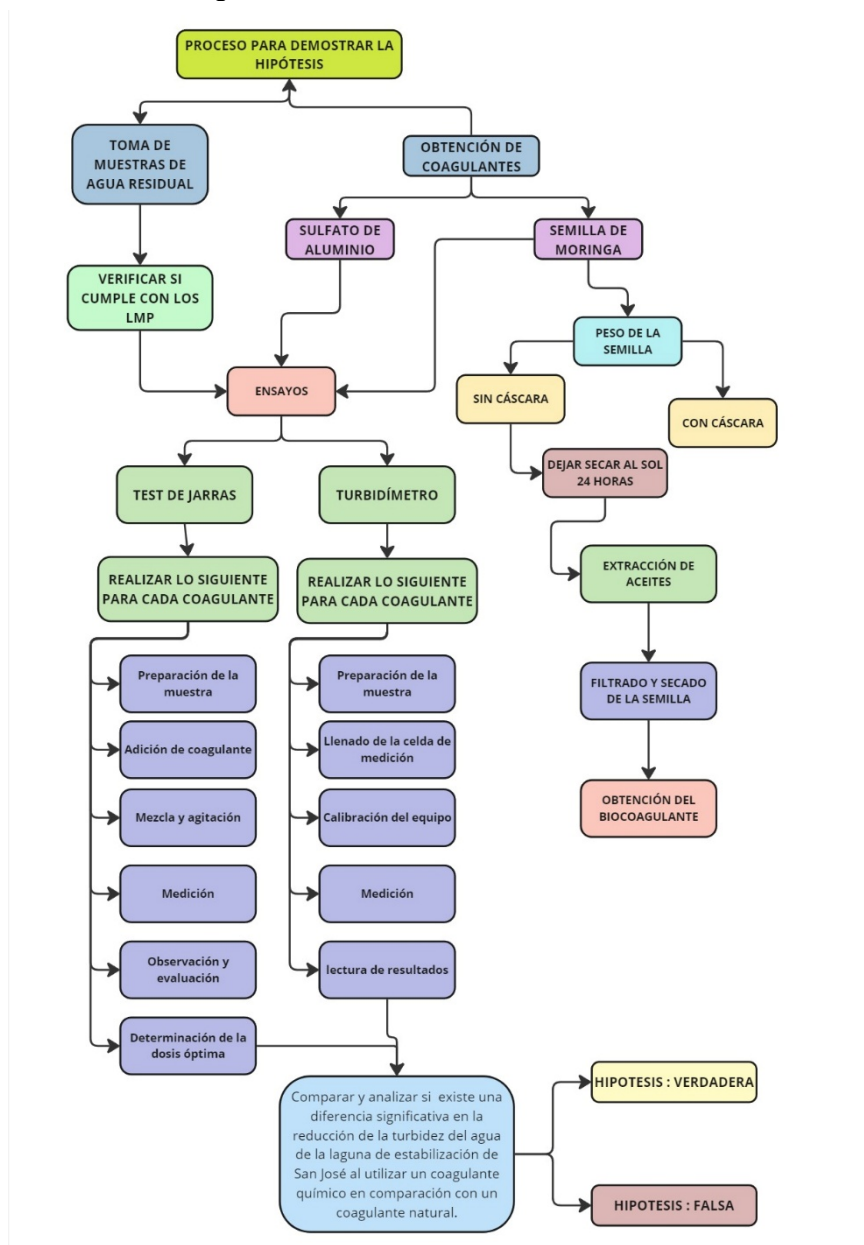 PROCESO PARA DEMOSTRAR LA
HIPÓTESIS
TOMA DE
MUESTRAS DE
AGUA RESIDUAL
OBTENCIÓN DE
COAGULANTES
SULFATO DE
ALUMINIO
SEMILLA DE
MORINGA
VERIFICAR SI
CUMPLE CON LOS
LMP
PESO DE LA
SEMILLA
ENSAYOS
SIN CÁSCARA
CON CÁSCARA
DEJAR SECAR AL SOL
24 HORAS
TEST DE JARRAS
TURBIDÍMETRO
EXTRACCIÓN DE
ACEITES
REALIZAR LO SIGUIENTE
PARA CADA COAGULANTE
REALIZAR LO SIGUIENTE
PARA CADA COAGULANTE
FILTRADO Y SECADO
DE LA SEMILLA
OBTENCIÓN DEL
BIOCOAGULANTE
Preparación de la
muestra
Adición de coagulante
Mezcla y agitación
Medición
Observación y
evaluación
Determinación de la
dosis óptima
Preparación de la
muestra
Llenado de la celda de
medición
Calibración del equipo
Medición
lectura de resultados
Comparar y analizar si existe una
diferencia significativa en la
reducción de la turbidez del agua
de la laguna de estabilización de
San José al utilizar un coagulante
químico en comparación con un
coagulante natural.
HIPOTESIS : VERDADERA
HIPOTESIS : FALSA